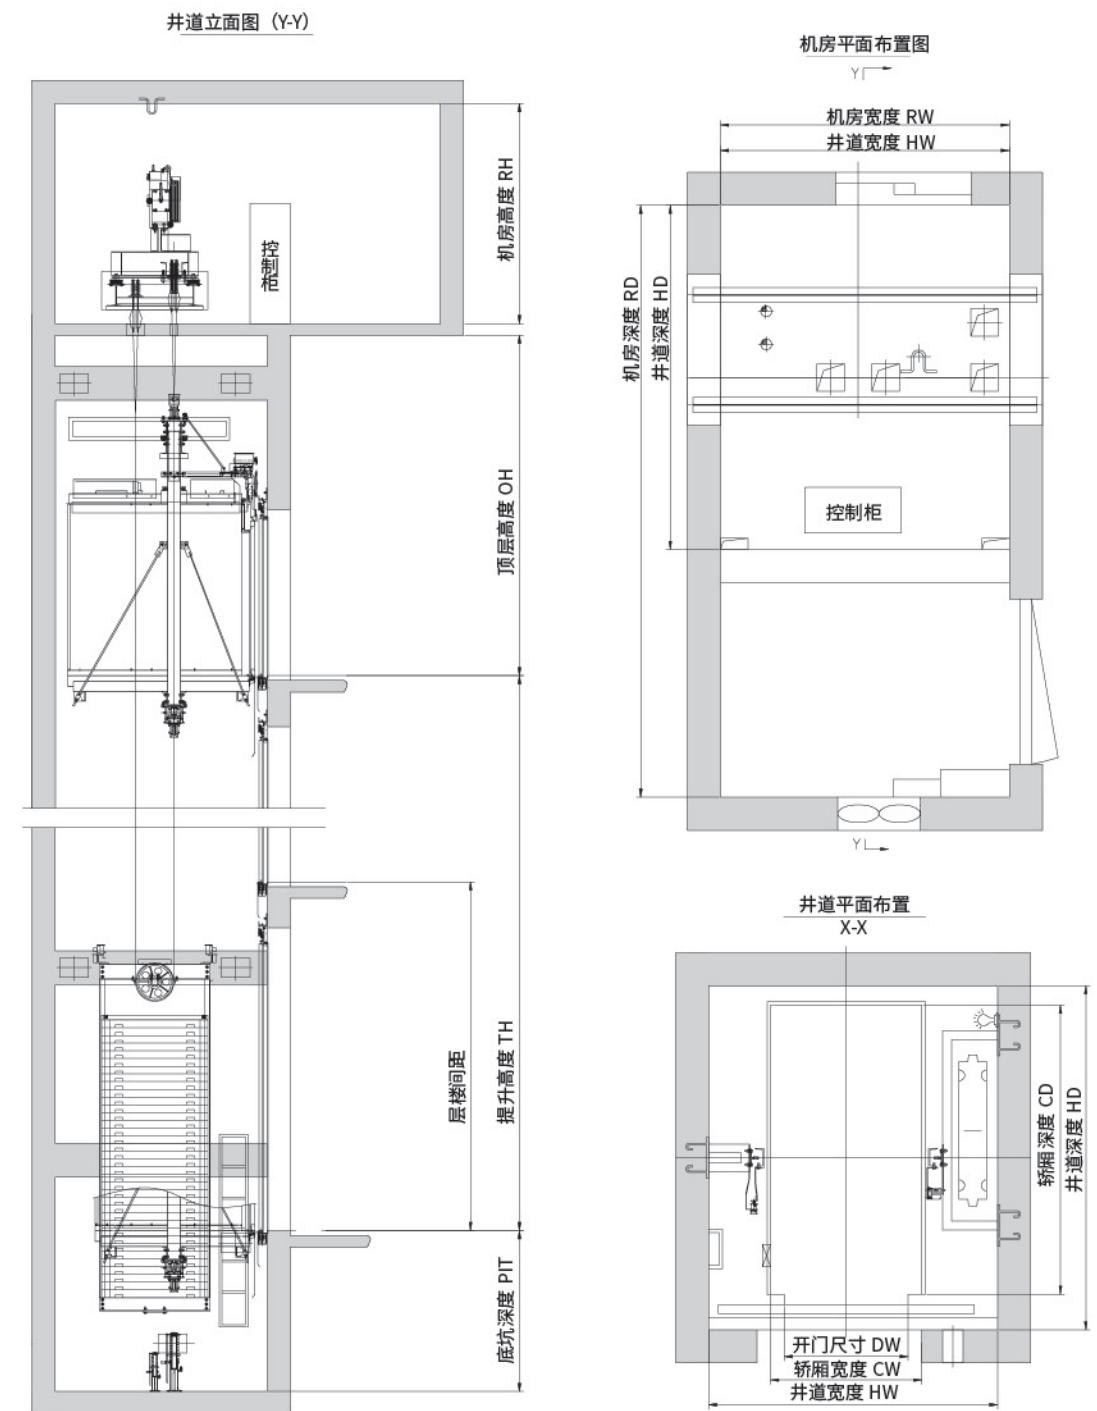 井道立面图（Y-Y）
机房高度 RH
控制柜
顶层高度 OH
层楼间距
提升高度 TH
底坑深度 PIT
机房平面布置图
Y
机房宽度 RW
井道宽度 HW
机房深度 RD
井道深度 HD
控制柜
Y
井道平面布置
X-X
轿厢深度 CD
井道深度 HD
开门尺寸 DW
轿厢宽度 CW
井道宽度 HW